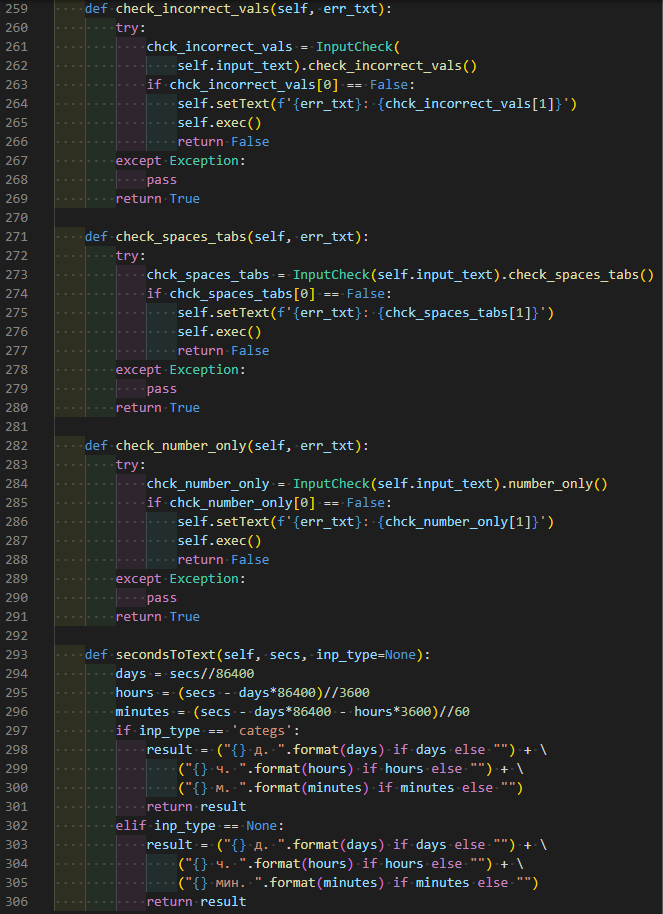 259 def check_incorrect_vals(self, err_txt):
260 try:
261 chck_incorrect_vals = InputCheck(
262 self.input_text).check_incorrect_vals()
263 if chck_incorrect_vals[0] == False:
264 self.setText(f'{err_txt}: {chck_incorrect_vals[1]}')
265 self.exec()
266 return False
267 except Exception:
268 pass
269 return True
270
271 def check_spaces_tabs(self, err_txt):
272 try:
273 chck_spaces_tabs = InputCheck(self.input_text).check_spaces_tabs()
274 if chck_spaces_tabs[0] == False:
275 self.setText(f'{err_txt}: {chck_spaces_tabs[1]}')
276 self.exec()
277 return False
278 except Exception:
279 pass
280 return True
281
282 def check_number_only(self, err_txt):
283 try:
284 chck_number_only = InputCheck(self.input_text).number_only()
285 if chck_number_only[0] == False:
286 self.setText(f'{err_txt}: {chck_number_only[1]}')
287 self.exec()
288 return False
289 except Exception:
290 pass
291 return True
292
293 def secondsToText(self, secs, inp_type=None):
294 days = secs//86400
295 hours = (secs - days*86400)//3600
296 minutes = (secs - days*86400 - hours*3600)//60
297 if inp_type == 'categs':
298 result = ("{} д. ".format(days) if days else "") + \
299 ("{} ч. ".format(hours) if hours else "") + \
300 ("{} м. ".format(minutes) if minutes else "")
301 return result
302 elif inp_type == None:
303 result = ("{} д. ".format(days) if days else "") + \
304 ("{} ч. ".format(hours) if hours else "") + \
305 ("{} мин. ".format(minutes) if minutes else "")
306 return result